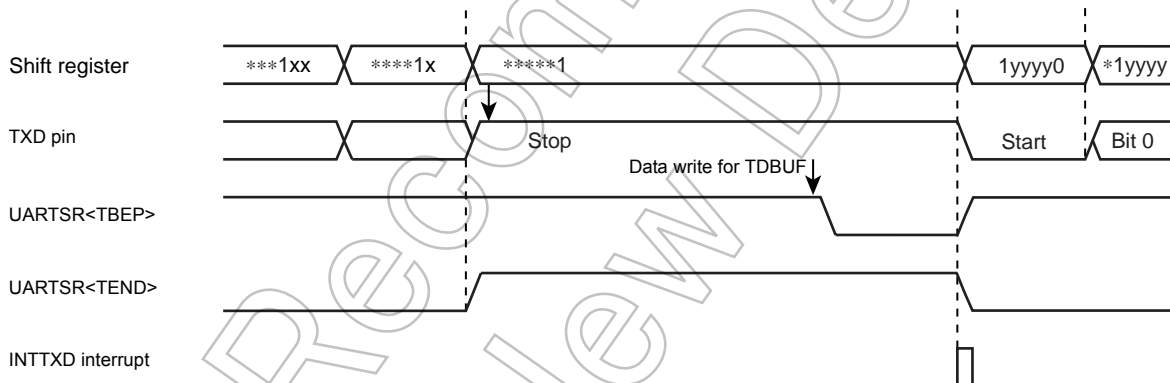 Shift register ***1xx ****1x *****1 1yyyy0 *1yyyy
TXD pin Stop Start Bit 0
Data write for TDBUF
UARTSR<TBEP>
UARTSR<TEND>
INTTXD interrupt